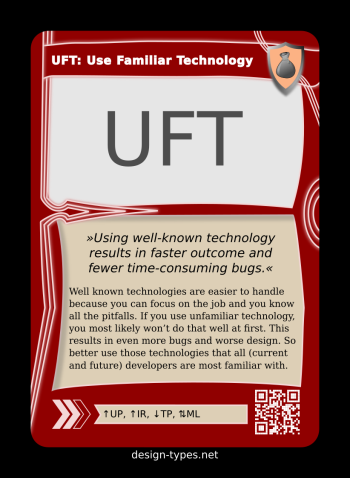 UFT: Use Familiar Technology
UFT
»Using well-known technology
results in faster outcome and
fewer time-consuming bugs.«
Well known technologies are easier to handle
because you can focus on the job and you know
all the pitfalls. If you use unfamiliar technology,
you most likely won’t do that well at first. This
results in even more bugs and worse design. So
better use those technologies that all (current
and future) developers are most familiar with.
↑UP, ↑IR, ↓TP, ⇅ML
design-types.net